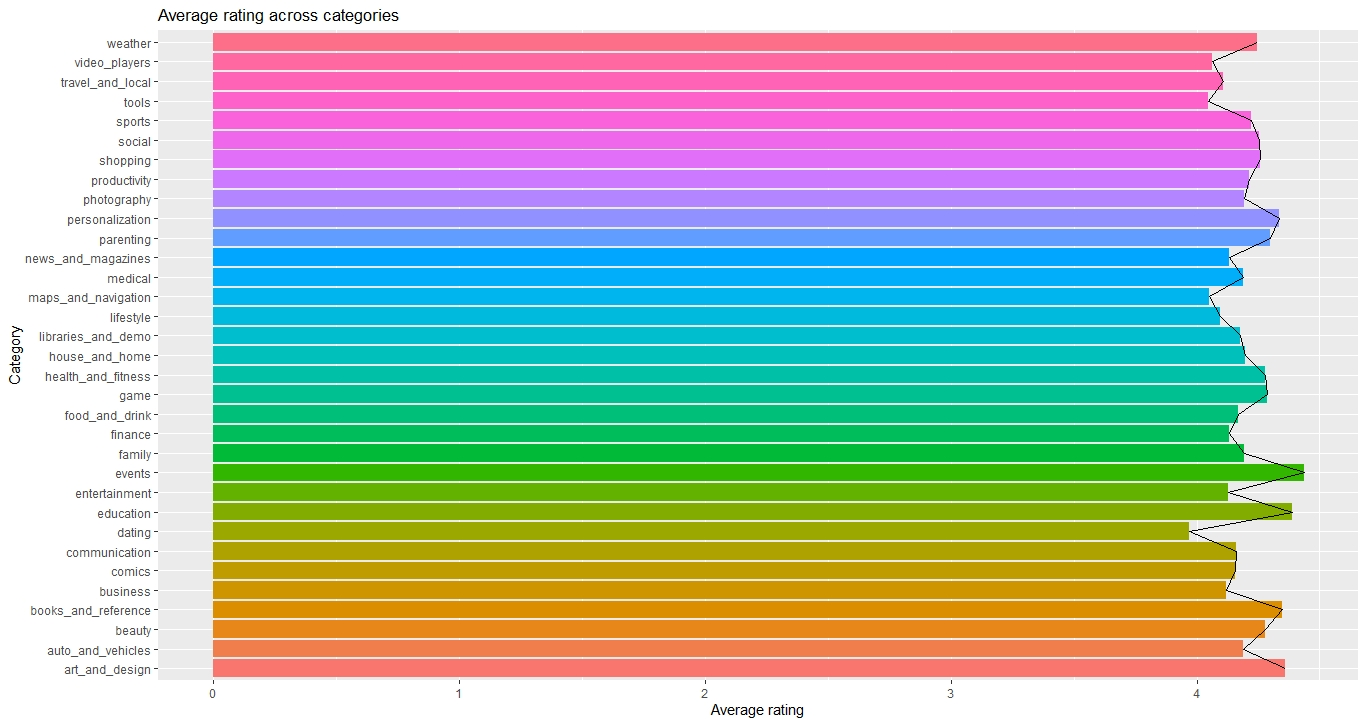 Average rating across categories
weather
video_players
travel_and_local
tools
sports
social
shopping
productivity
photography
personalization
parenting
news_and_magazines
medical
maps_and_navigation
lifestyle
libraries_and_demo
house_and_home
health_and_fitness
game
food_and_drink
finance
family
events
entertainment
education
dating
communication
comics
business
books_and_reference
beauty
auto_and_vehicles
art_and_design
Category
0 1 2 3 4
Average rating